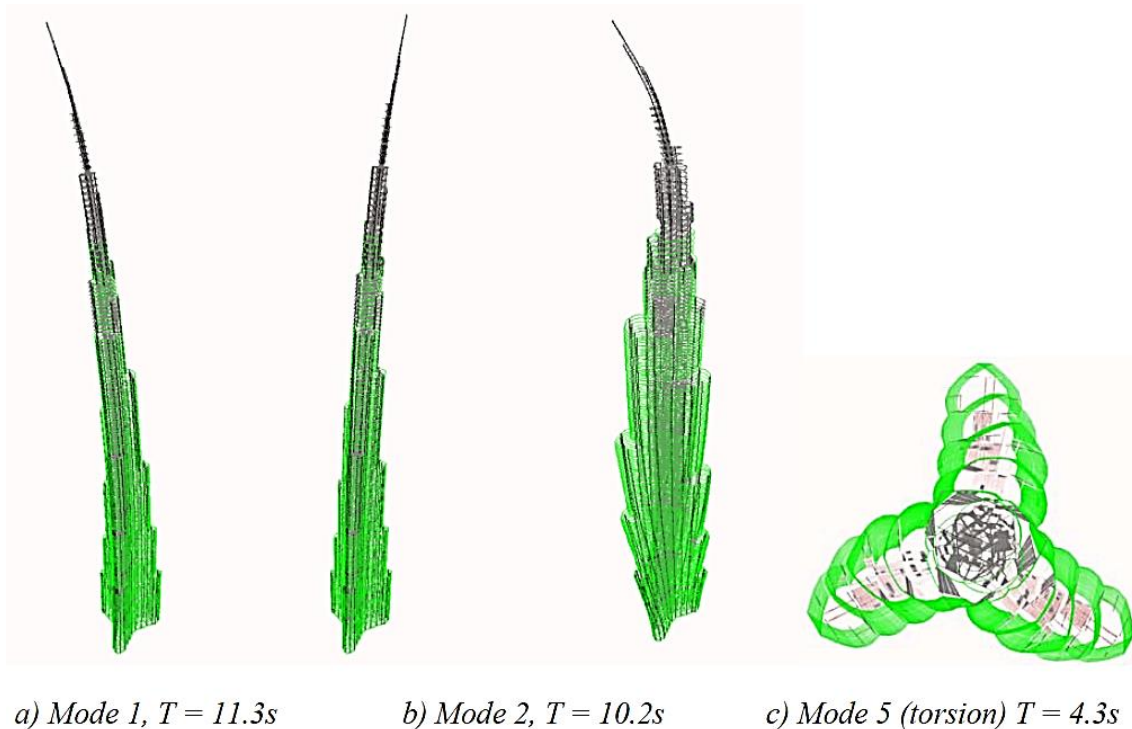 a) Mode 1, T = 11.3s b) Mode 2, T = 10.2s c) Mode 5 (torsion) T = 4.3s